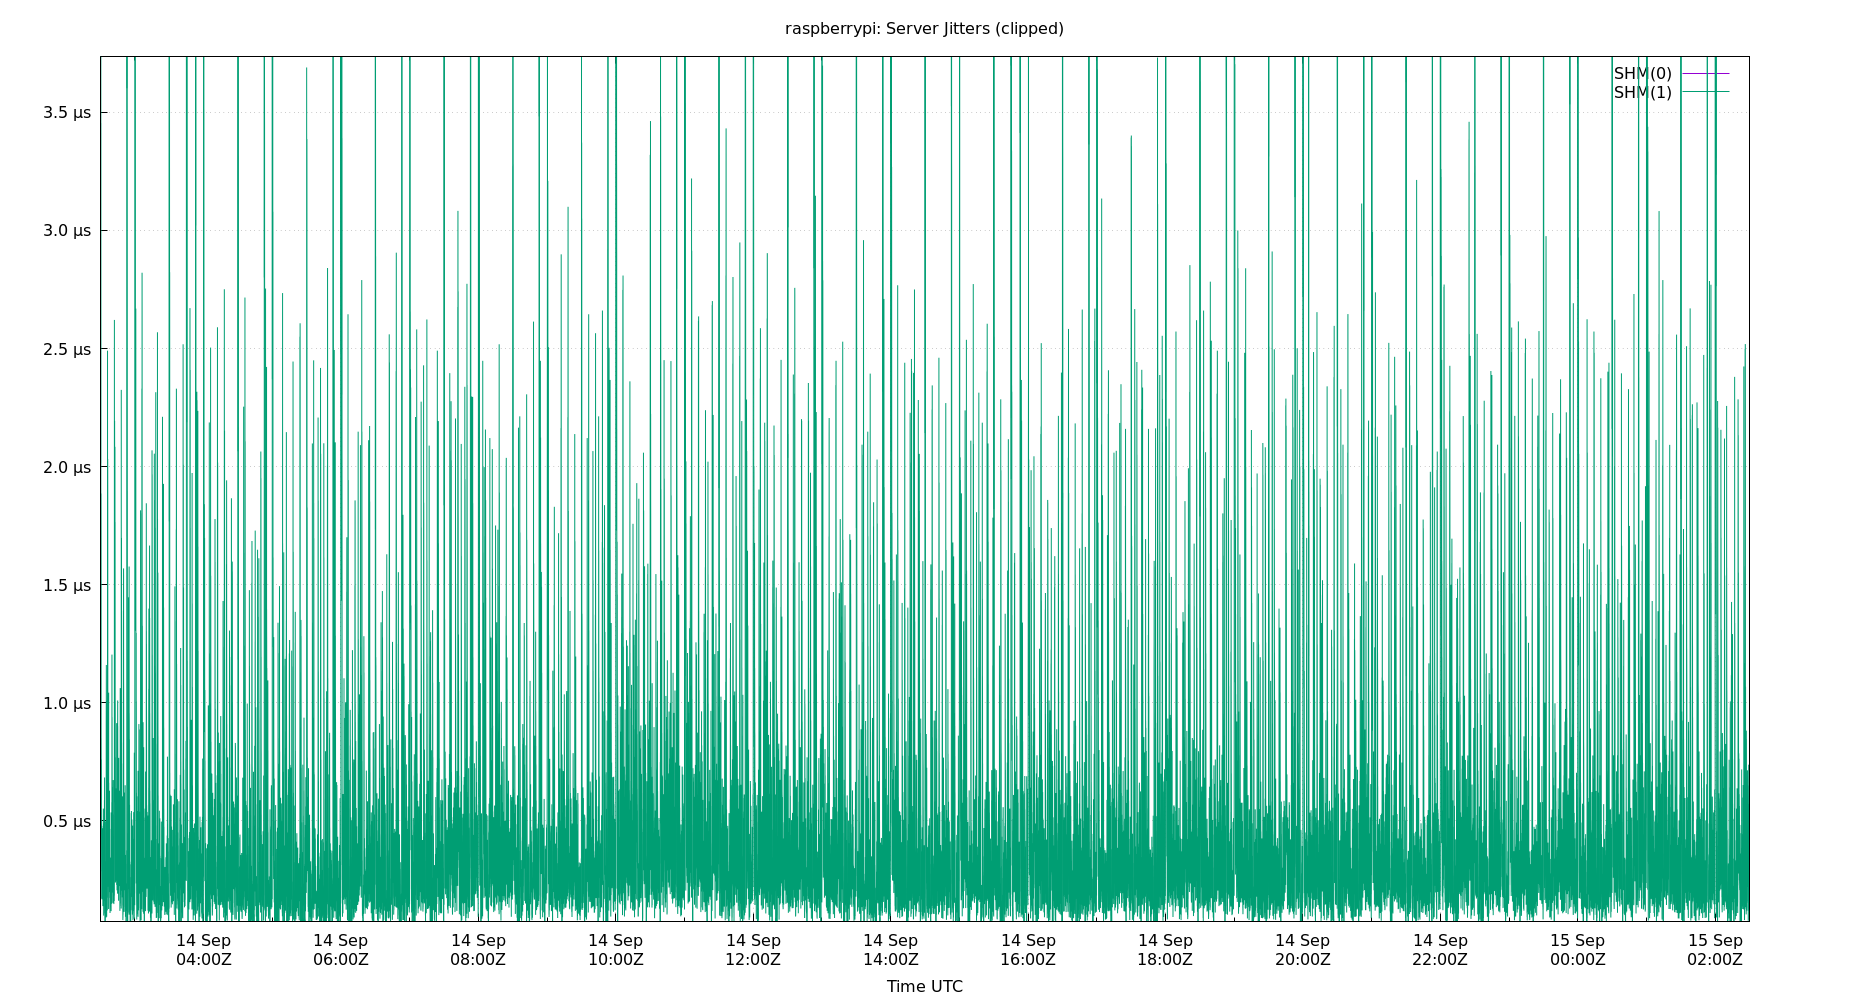 raspberrypi: Server Jitters (clipped)
SHM(0)
SHM(1)
3.5 µs
3.0 µs
2.5 µs
2.0 µs
1.5 µs
1.0 µs
0.5 µs
14 Sep 14 Sep 14 Sep 14 Sep 14 Sep 14 Sep 14 Sep 14 Sep 14 Sep 14 Sep 15 Sep 15 Sep
04:00Z 06:00Z 08:00Z 10:00Z 12:00Z 14:00Z 16:00Z 18:00Z 20:00Z 22:00Z 00:00Z 02:00Z
Time UTC